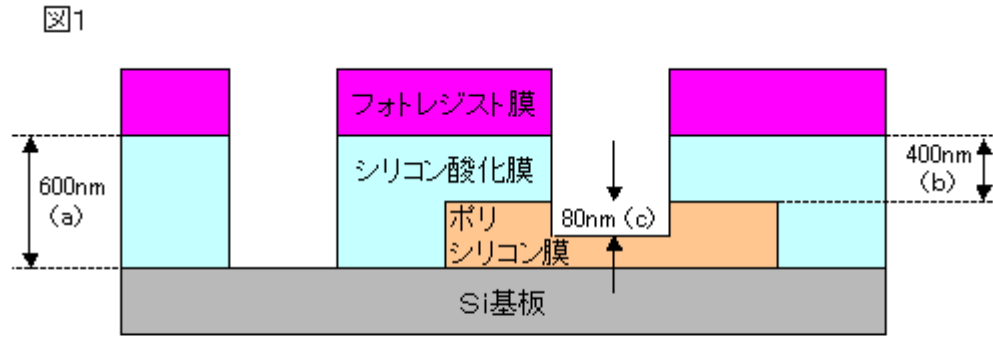 図1
フォトレジスト膜
600nm
(a)
シリコン酸化膜
400nm
(b)
ポリ
シリコン膜
80nm (c)
Si基板